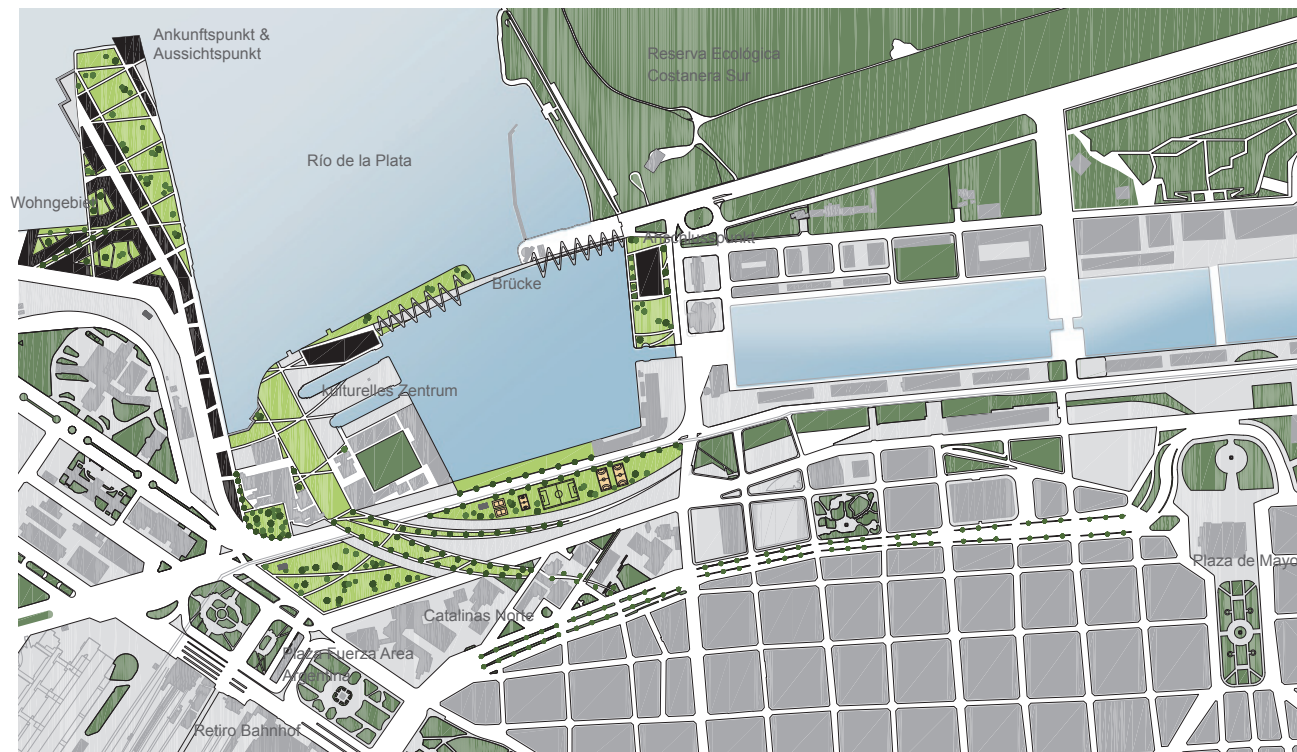 Ankunftspunkt &
Aussichtspunkt
Reserva Ecológica
Costanera Sur
Río de la Plata
Wohngebiet
Anschlusspunkt
Brücke
kulturelles Zentrum
Plaza de Mayo
Catalinas Norte
Plaza Fuerza Area
Argentina
Retiro Bahnhof